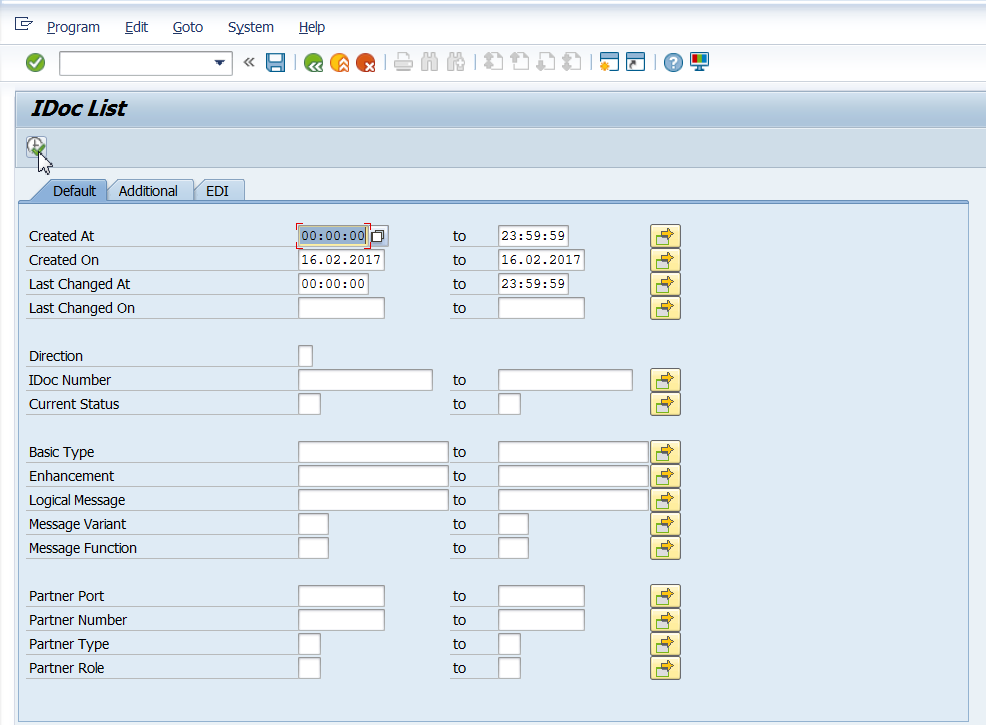 Program Edit Goto System Help
IDoc List
Default Additional EDI
Created At 00:00:00 to 23:59:59
Created On 16.02.2017 to 16.02.2017
Last Changed At 00:00:00 to 23:59:59
Last Changed On to
Direction
IDoc Number to
Current Status to
Basic Type to
Enhancement to
Logical Message to
Message Variant to
Message Function to
Partner Port to
Partner Number to
Partner Type to
Partner Role to